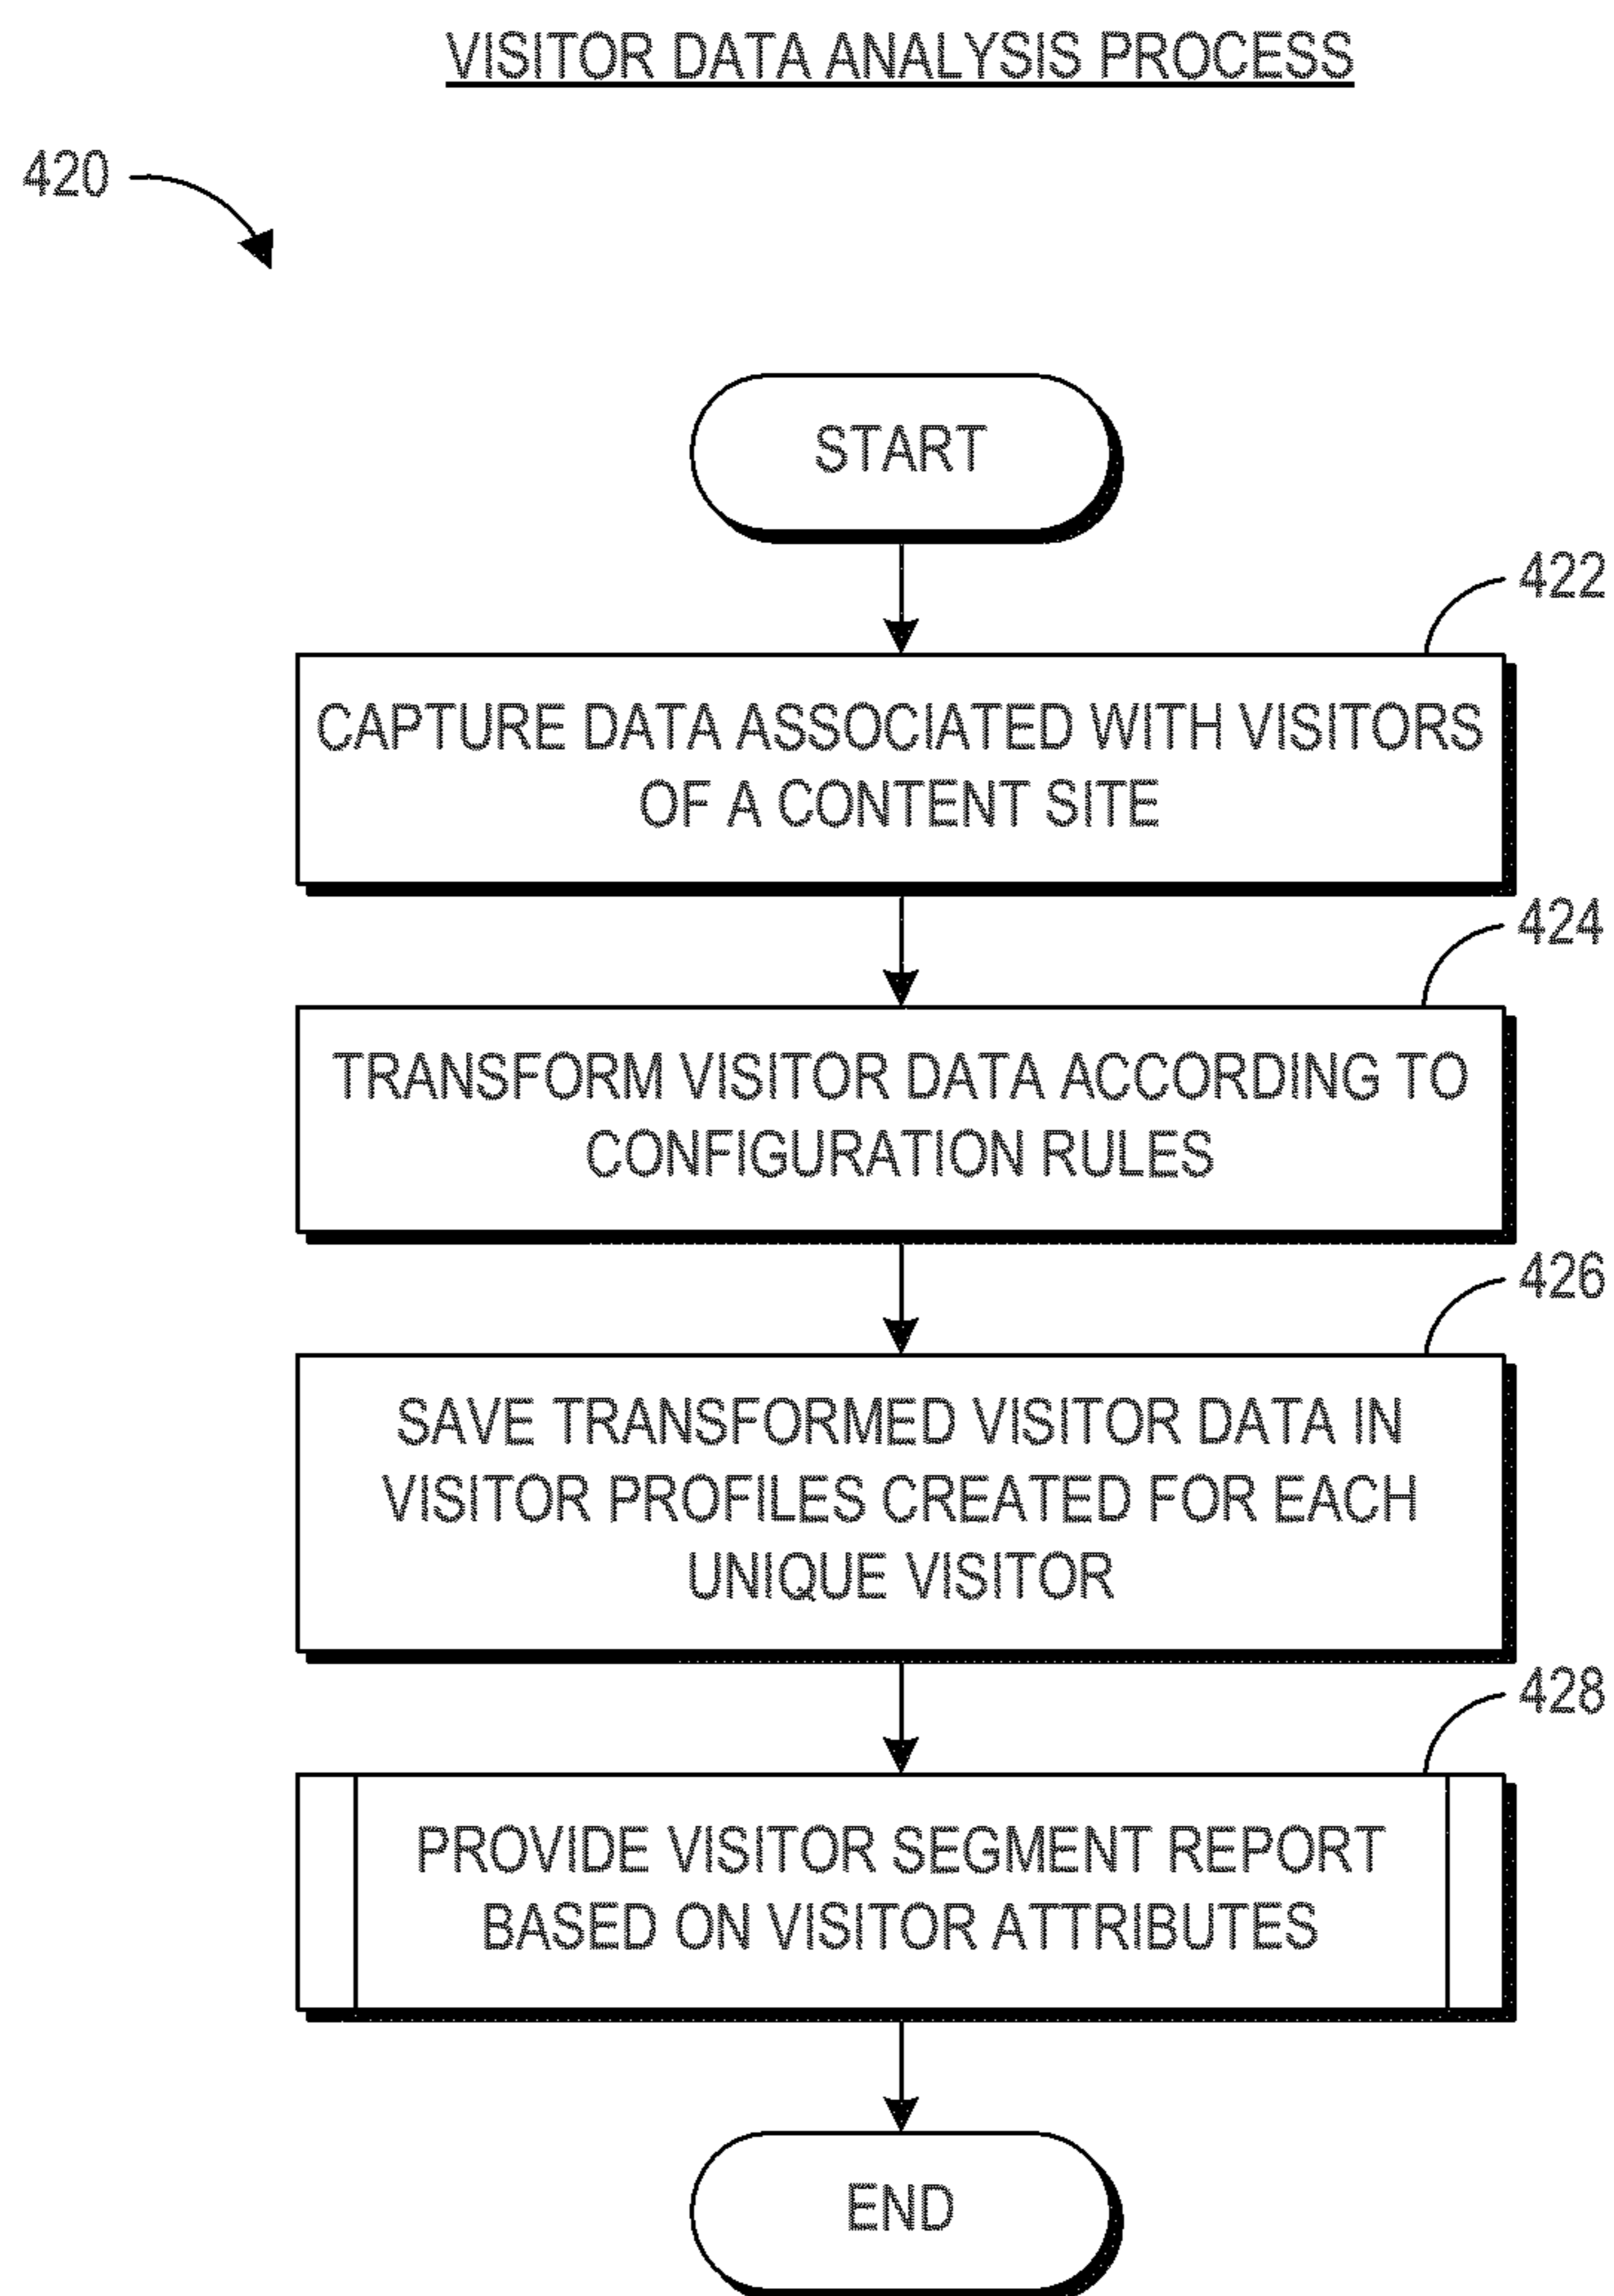 VISITOR DATA ANALYSIS PROCESS
420
START
422
CAPTURE DATA ASSOCIATED WITH VISITORS
OF A CONTENT SITE
424
TRANSFORM VISITOR DATA ACCORDING TO
CONFIGURATION RULES
426
SAVE TRANSFORMED VISITOR DATA IN
VISITOR PROFILES CREATED FOR EACH
UNIQUE VISITOR
428
PROVIDE VISITOR SEGMENT REPORT
BASED ON VISITOR ATTRIBUTES
END